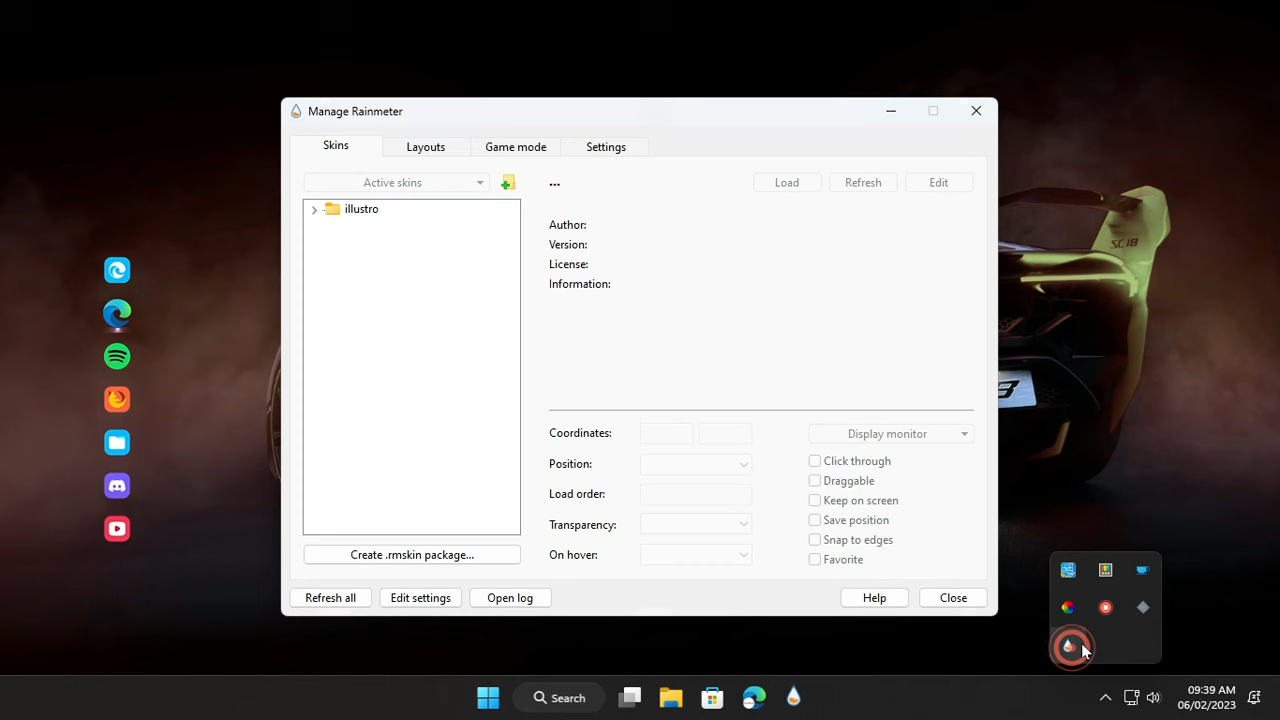 Manage Rainmeter
Skins
Layouts
Game mode
Settings
Active skins
...
Load
Refresh
Edit
illustro
Author:
Version:
License:
Information:
Coordinates:
Display monitor
Position:
Click through
Draggable
Load order:
Keep on screen
Transparency:
Save position
Snap to edges
On hover:
Favorite
Create .rmskin package...
Refresh all
Edit settings
Open log
Help
Close
SC 18
Search
09:39 AM
06/02/2023